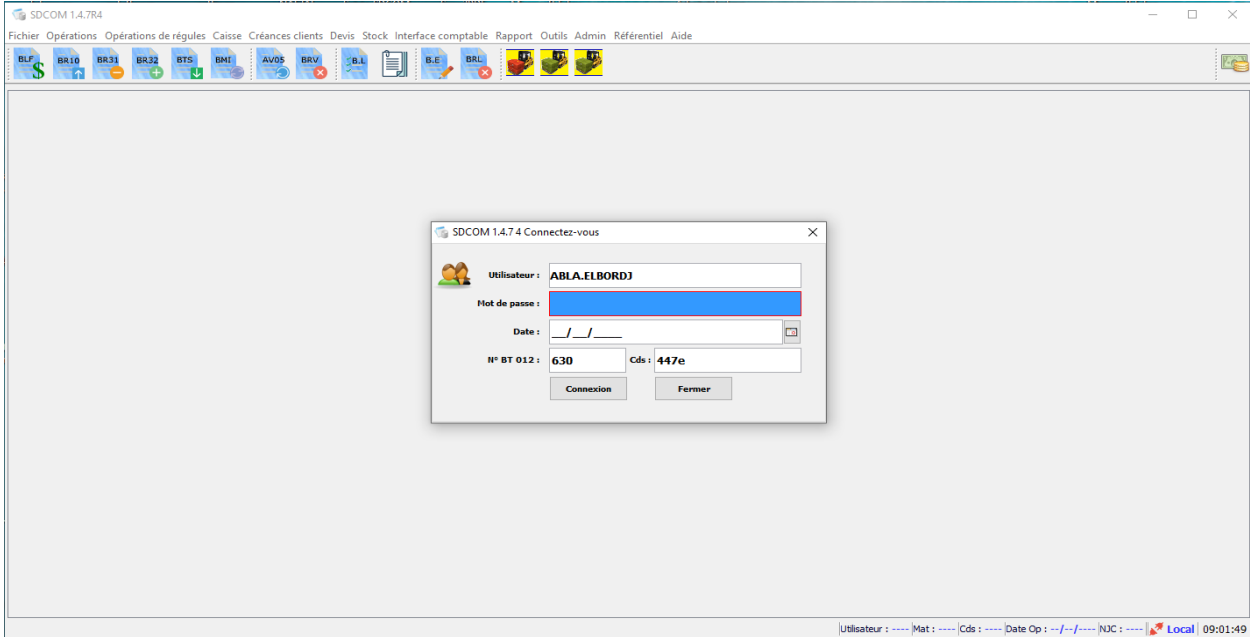 SDCOM 1.4.7R4
Fichier Opérations Opérations de régules Caisse Créances clients Devis Stock Interface comptable Rapport Outils Admin Référentiel Aide
BLF BR10 BR31 BR32 BTS BMI AV05 BRV B.L B.E BRL
SDCOM 1.4.7 4 Connectez-vous
Utilisateur : ABLA.ELBORDJ
Mot de passe :
Date : __/__/____
N° BT 012 : 630 Cds : 447e
Connexion Fermer
Utilisateur : ---- Mat : ---- Cds : ---- Date Op : --/--/---- NJC : ---- Local 09:01:49